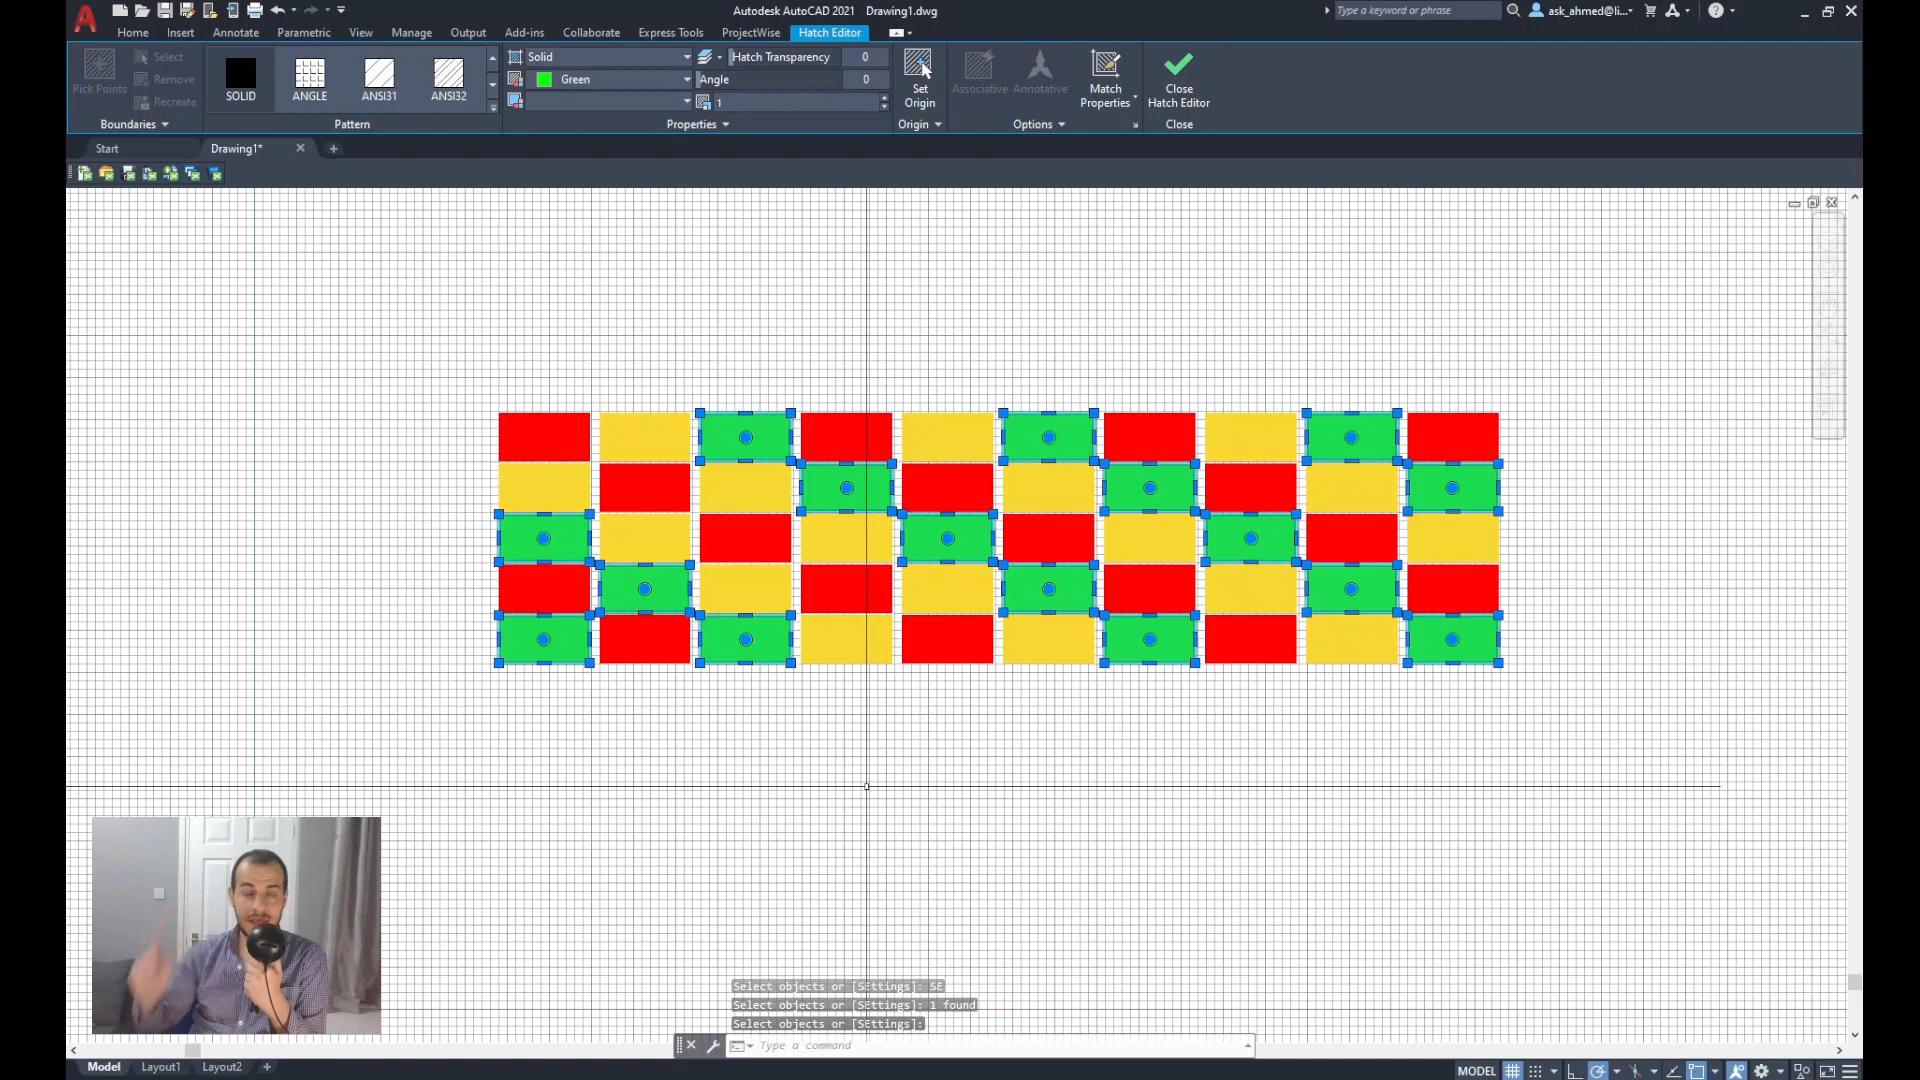 Autodesk AutoCAD 2021 Drawing1.dwg
Type a keyword or phrase
ask_ahmed@li...
Home Insert Annotate Parametric View Manage Output Add-ins Collaborate Express Tools ProjectWise Hatch Editor
Pick Points
Select
Remove
Recreate
Boundaries
SOLID ANGLE ANSI31 ANSI32
Pattern
Solid
Green
Hatch Transparency 0
Angle 0
1
Properties
Set
Origin
Origin
Associative Annotative
Match
Properties
Options
Close
Hatch Editor
Close
Start Drawing1*
Select objects or [SEttings]: SE
Select objects or [SEttings]: 1 found
Select objects or [SEttings]:
Type a command
Model Layout1 Layout2
MODEL